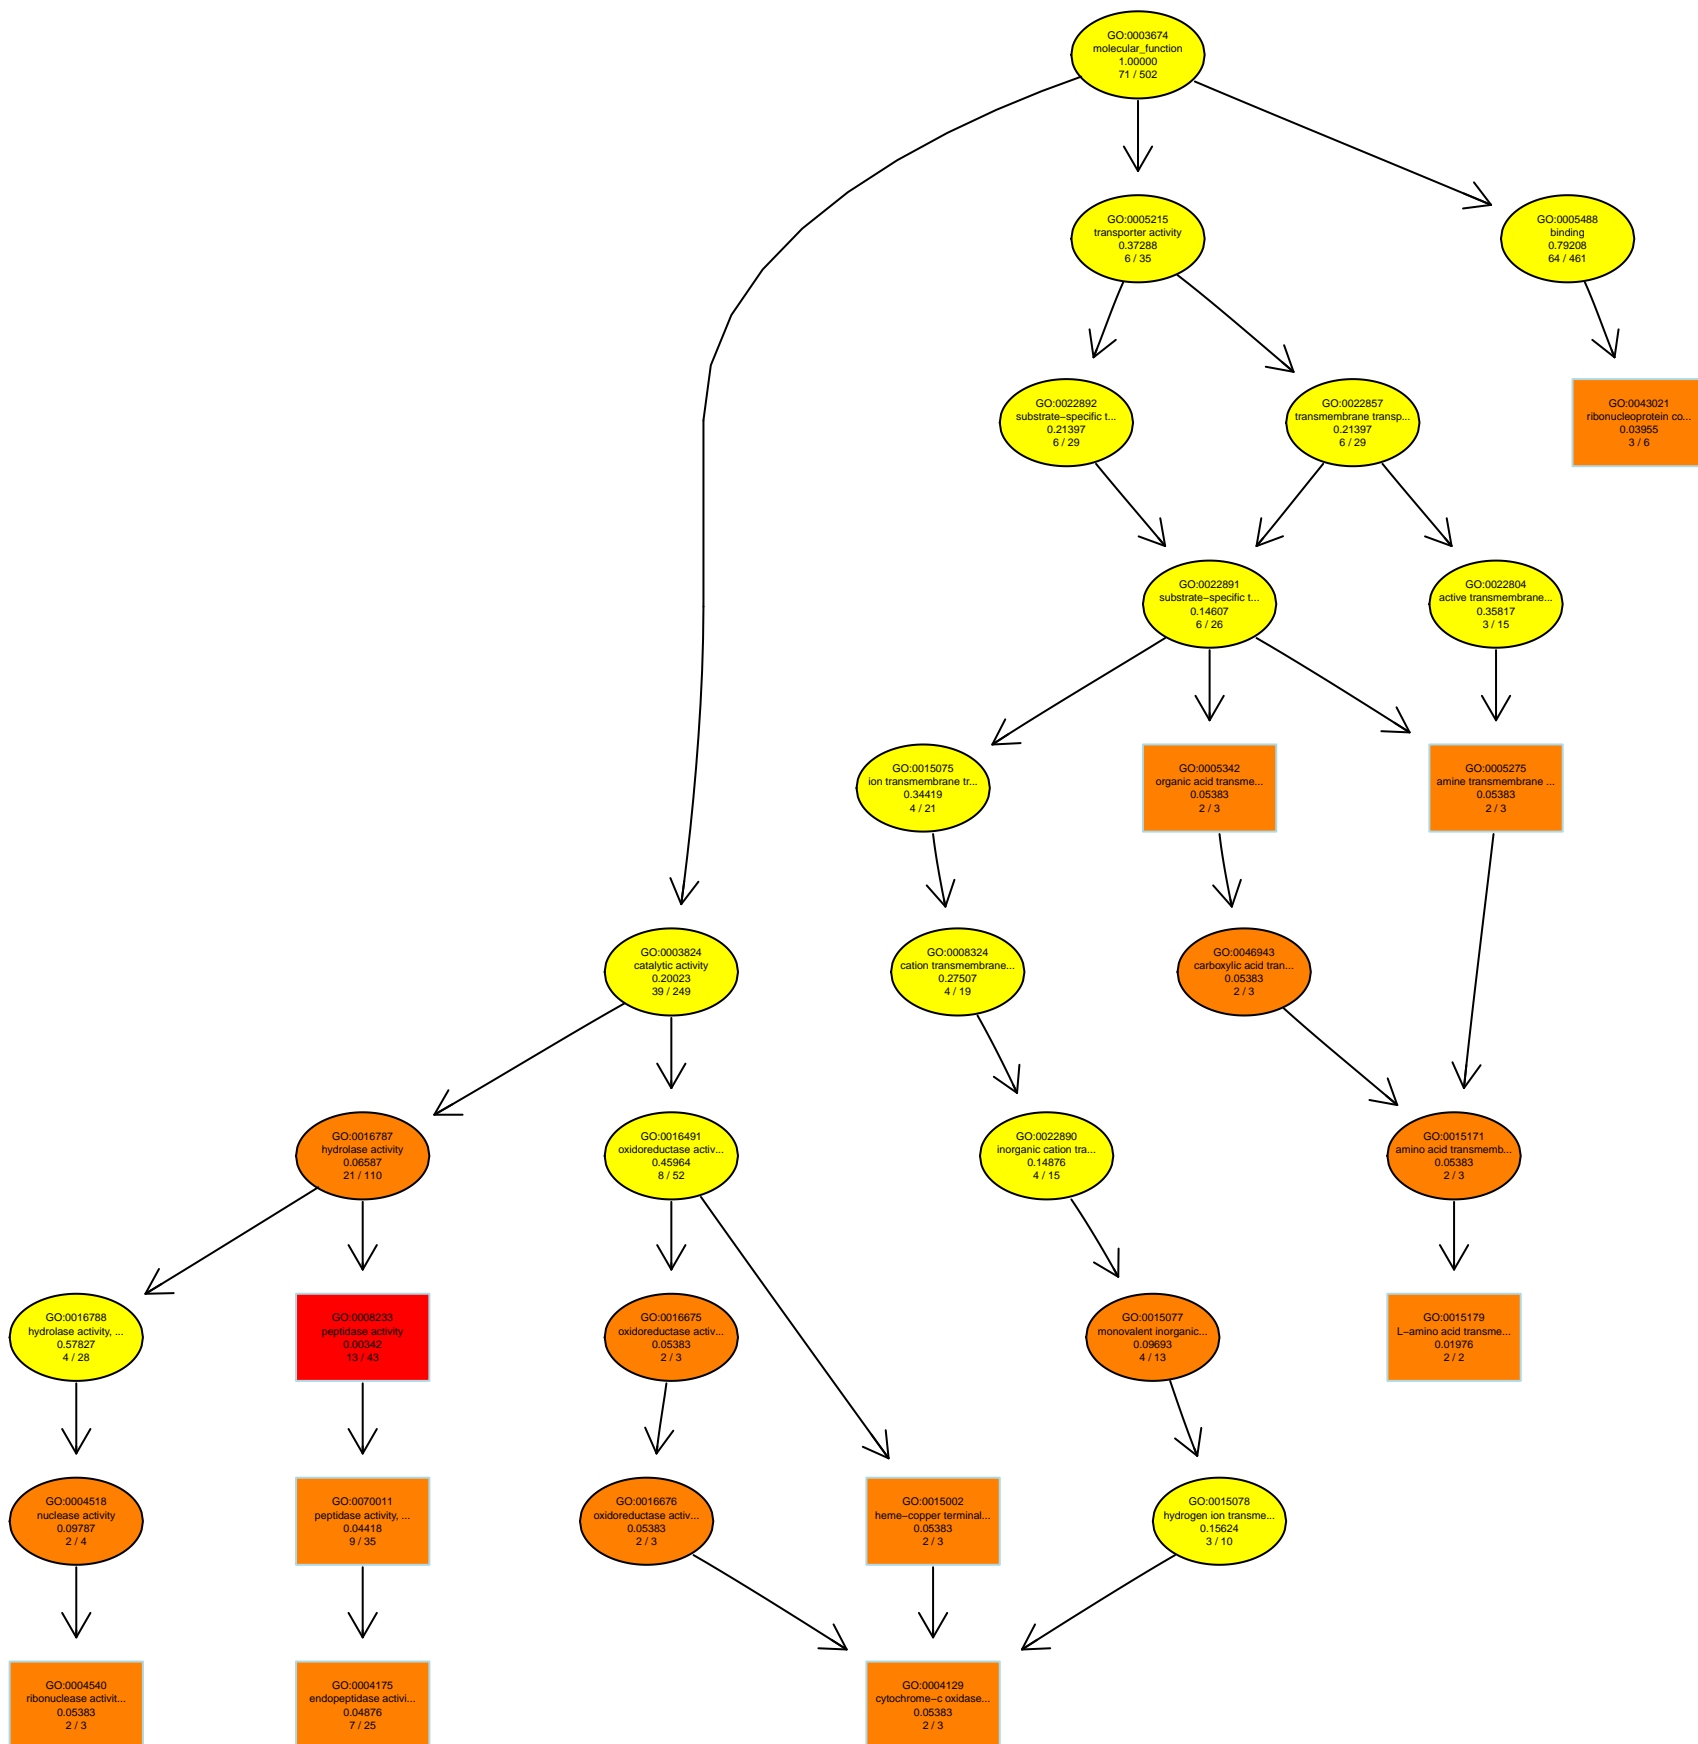 GO:0003674
molecular_function
1.00000
71 / 502
GO:0005215
transporter activity
0.37288
6 / 35
GO:0005488
binding
0.79208
64 / 461
GO:0022892
substrate−specific t...
0.21397
6 / 29
GO:0022857
transmembrane transp...
0.21397
6 / 29
GO:0043021
ribonucleoprotein co...
0.03955
3 / 6
GO:0022891
substrate−specific t...
0.14607
6 / 26
GO:0022804
active transmembrane...
0.35817
3 / 15
GO:0015075
ion transmembrane tr...
0.34419
4 / 21
GO:0005342
organic acid transme...
0.05383
2 / 3
GO:0005275
amine transmembrane ...
0.05383
2 / 3
GO:0003824
catalytic activity
0.20023
39 / 249
GO:0008324
cation transmembrane...
0.27507
4 / 19
GO:0046943
carboxylic acid tran...
0.05383
2 / 3
GO:0016787
hydrolase activity
0.06587
21 / 110
GO:0016491
oxidoreductase activ...
0.45964
8 / 52
GO:0022890
inorganic cation tra...
0.14876
4 / 15
GO:0015171
amino acid transmemb...
0.05383
2 / 3
GO:0016788
hydrolase activity, ...
0.57827
4 / 28
GO:0008233
peptidase activity
0.00342
13 / 43
GO:0016675
oxidoreductase activ...
0.05383
2 / 3
GO:0015077
monovalent inorganic...
0.09693
4 / 13
GO:0015179
L−amino acid transme...
0.01976
2 / 2
GO:0004518
nuclease activity
0.09787
2 / 4
GO:0070011
peptidase activity, ...
0.04418
9 / 35
GO:0016676
oxidoreductase activ...
0.05383
2 / 3
GO:0015002
heme−copper terminal...
0.05383
2 / 3
GO:0015078
hydrogen ion transme...
0.15624
3 / 10
GO:0004540
ribonuclease activit...
0.05383
2 / 3
GO:0004175
endopeptidase activi...
0.04876
7 / 25
GO:0004129
cytochrome−c oxidase...
0.05383
2 / 3